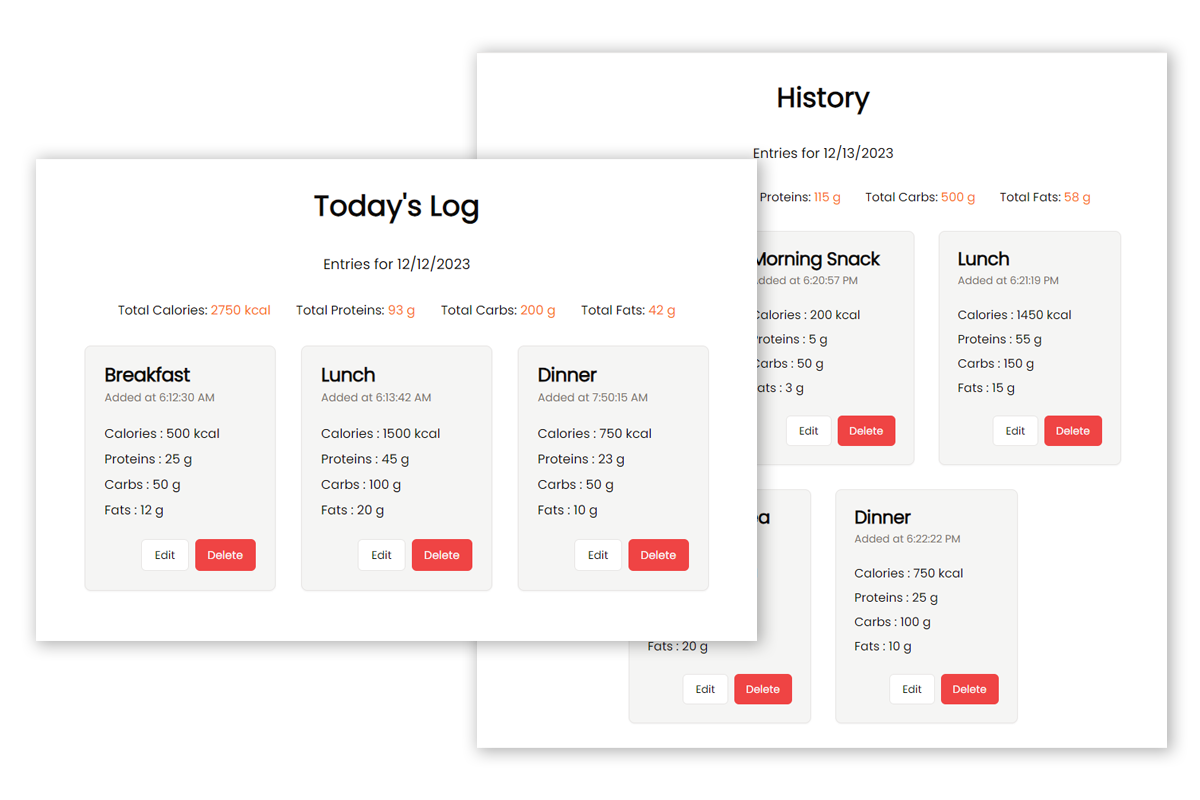 History
Entries for 12/13/2023
Proteins: 115 g Total Carbs: 500 g Total Fats: 58 g
Morning Snack Lunch
Added at 6:20:57 PM Added at 6:21:19 PM
Calories : 200 kcal Calories : 1450 kcal
Proteins : 5 g Proteins : 55 g
Carbs : 50 g Carbs : 150 g
Fats : 3 g Fats : 15 g
Edit Delete Edit Delete
Dinner
Added at 6:22:22 PM
Calories : 750 kcal
Proteins : 25 g
Carbs : 100 g
Fats : 20 g Fats : 10 g
Edit Delete Edit Delete
Today's Log
Entries for 12/12/2023
Total Calories: 2750 kcal Total Proteins: 93 g Total Carbs: 200 g Total Fats: 42 g
Breakfast Lunch Dinner
Added at 6:12:30 AM Added at 6:13:42 AM Added at 7:50:15 AM
Calories : 500 kcal Calories : 1500 kcal Calories : 750 kcal
Proteins : 25 g Proteins : 45 g Proteins : 23 g
Carbs : 50 g Carbs : 100 g Carbs : 50 g
Fats : 12 g Fats : 20 g Fats : 10 g
Edit Delete Edit Delete Edit Delete